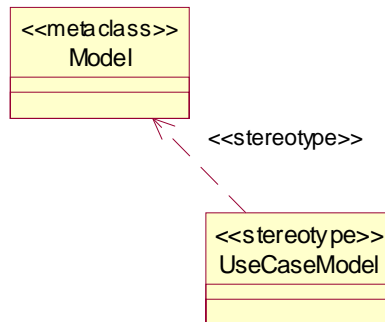 <<metaclass>>
Model
<<stereotype>>
<<stereotype>>
UseCaseModel